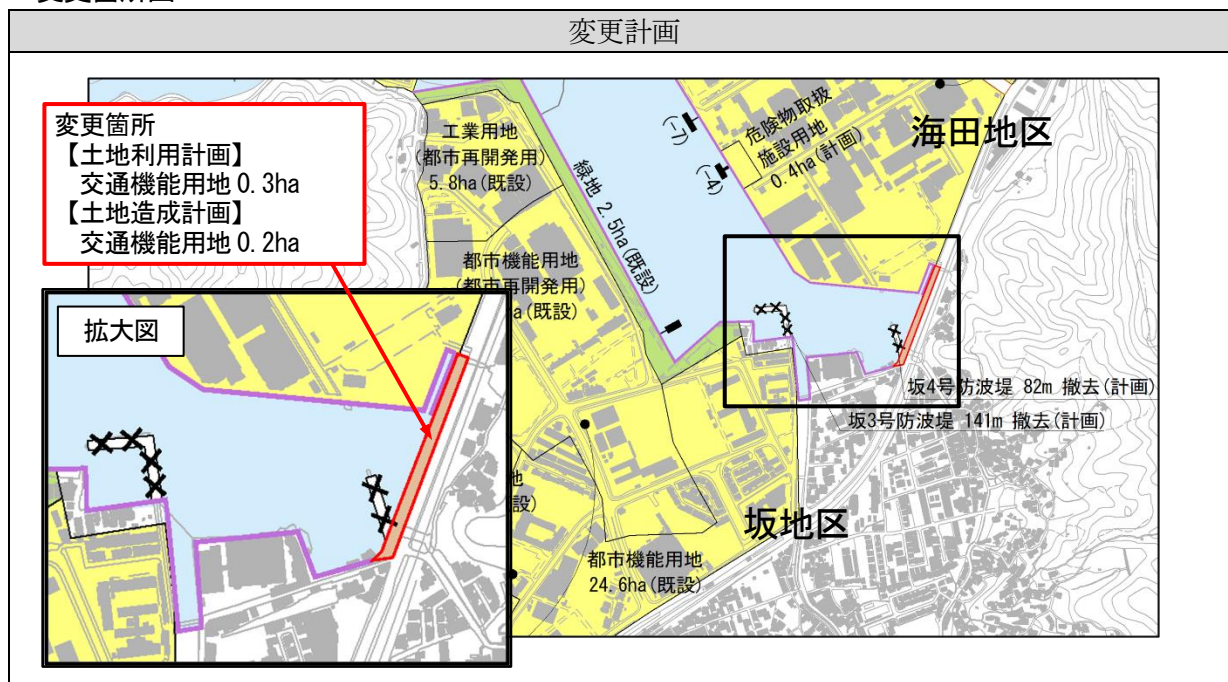 変更計画
変更箇所
【土地利用計画】
交通機能用地 0.3ha
【土地造成計画】
交通機能用地 0.2ha
工業用地
(都市再開発用)
5.8ha(既設)
緑地 2.5ha(既設)
(-7)
(-4)
危険物取扱
施設用地
0.4ha(計画)
海田地区
都市機能用地
(都市再開発用)
拡大図
坂4号防波堤 82m 撤去(計画)
坂3号防波堤 141m 撤去(計画)
坂地区
都市機能用地
24.6ha(既設)